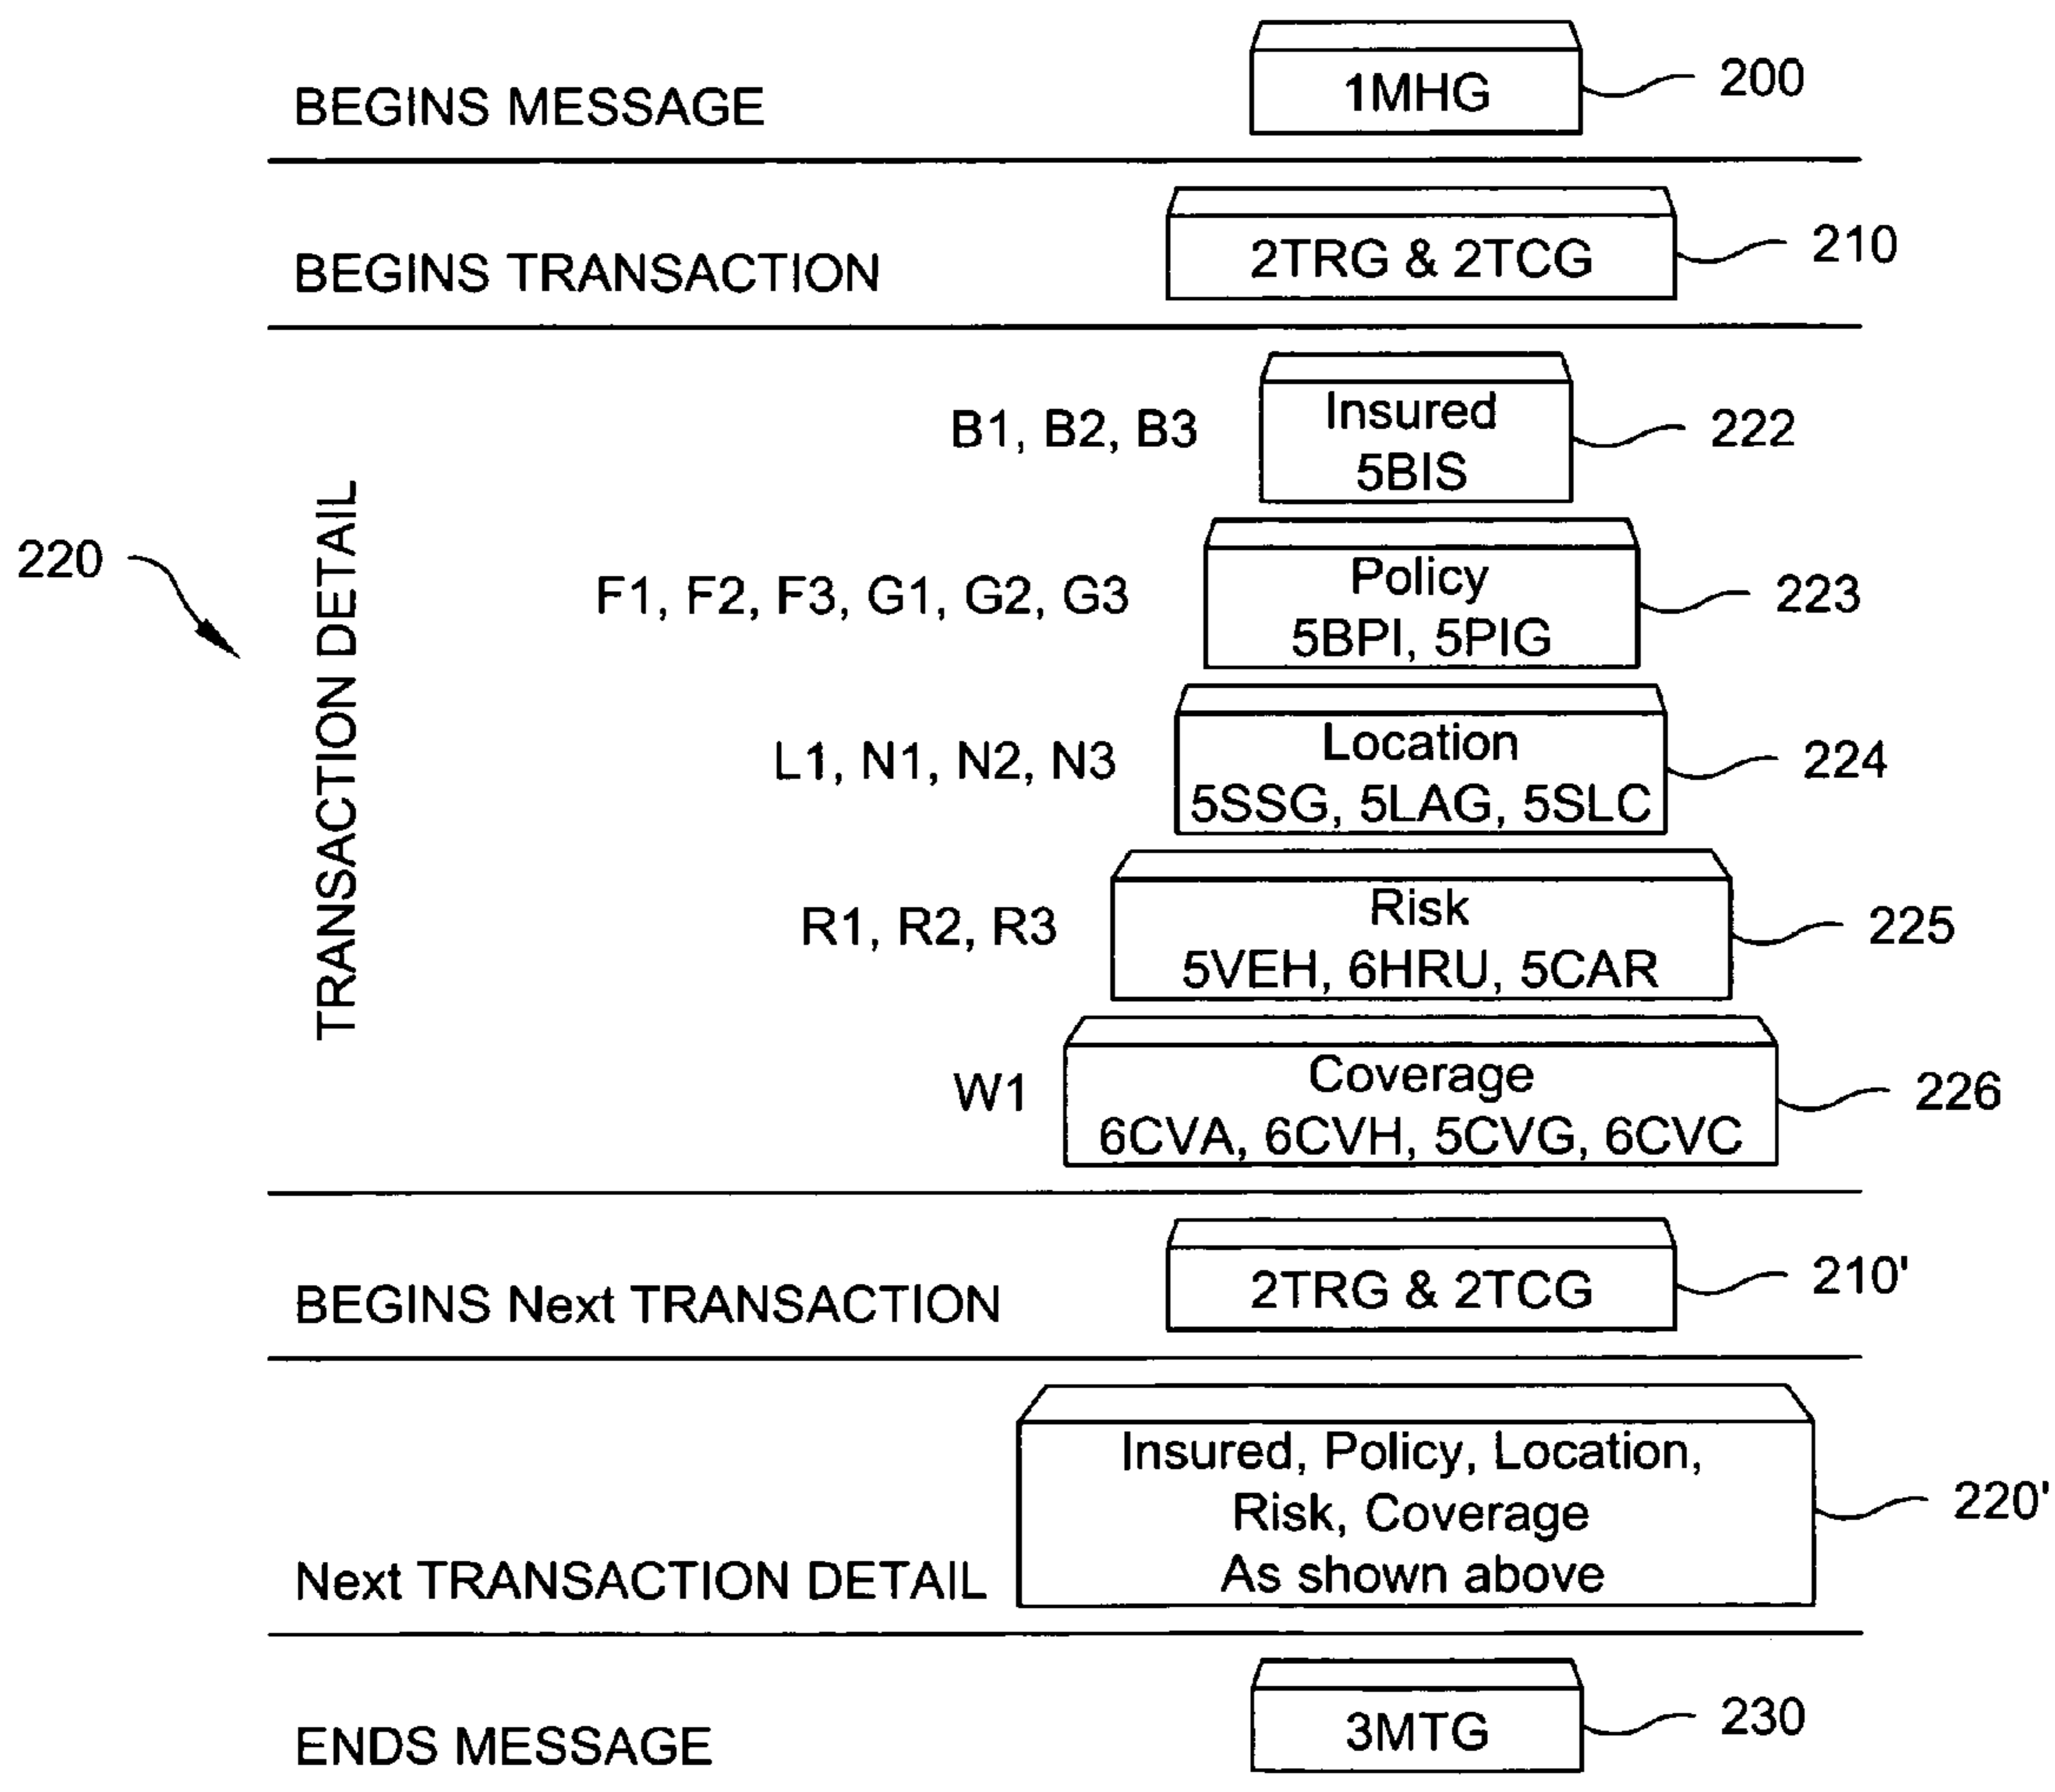 BEGINS MESSAGE
1MHG
200
BEGINS TRANSACTION
2TRG & 2TCG
210
220
TRANSACTION DETAIL
B1, B2, B3
Insured
5BIS
222
F1, F2, F3, G1, G2, G3
Policy
5BPI, 5PIG
223
L1, N1, N2, N3
Location
5SSG, 5LAG, 5SLC
224
R1, R2, R3
Risk
5VEH, 6HRU, 5CAR
225
W1
Coverage
6CVA, 6CVH, 5CVG, 6CVC
226
BEGINS Next TRANSACTION
2TRG & 2TCG
210'
Next TRANSACTION DETAIL
Insured, Policy, Location,
Risk, Coverage
As shown above
220'
ENDS MESSAGE
3MTG
230